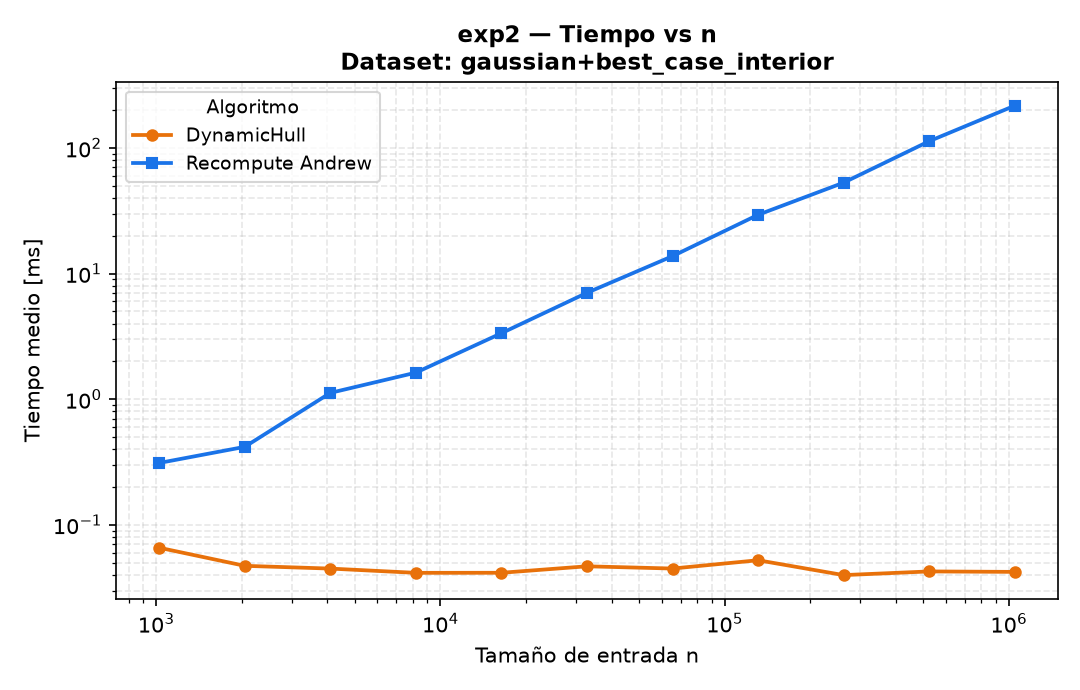 exp2 — Tiempo vs n
Dataset: gaussian+best_case_interior
Algoritmo
DynamicHull
Recompute Andrew
Tiempo medio [ms]
10²
10¹
10⁰
10⁻¹
10³
10⁴
10⁵
10⁶
Tamaño de entrada n